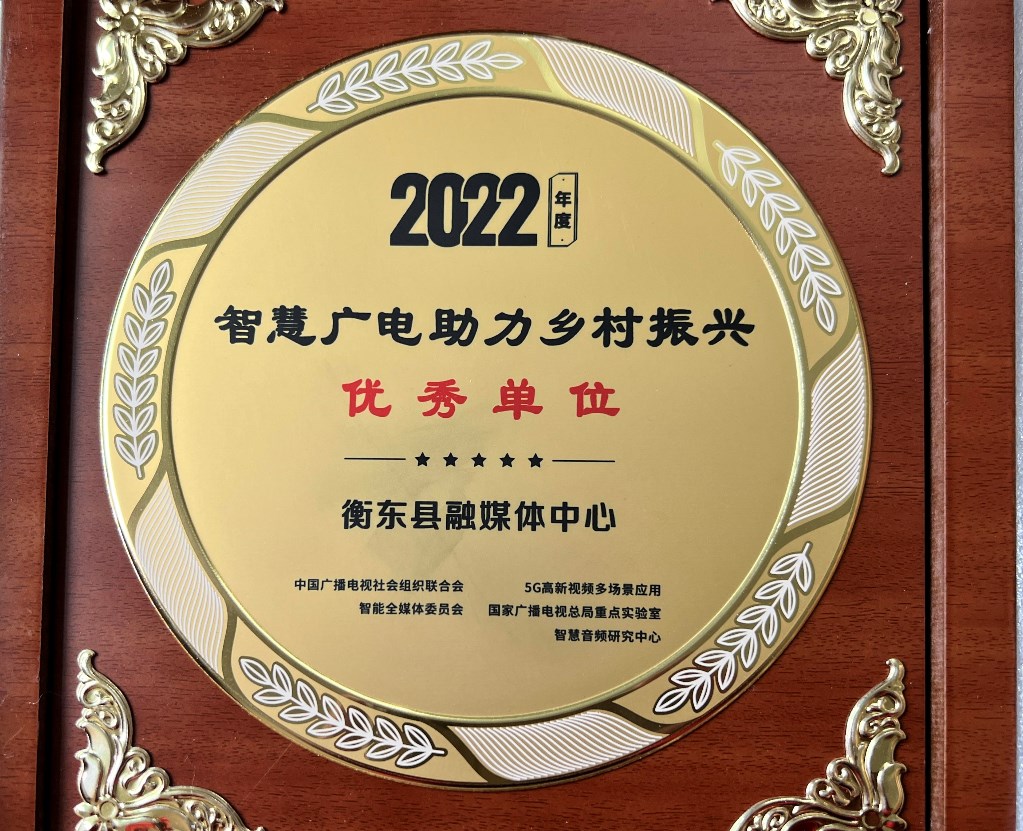 2022年度
智慧广电助力乡村振兴
优秀单位
衡东县融媒体中心
中国广播电视社会组织联合会
智能全媒体委员会
5G高新视频多场景应用
国家广播电视总局重点实验室
智慧音频研究中心